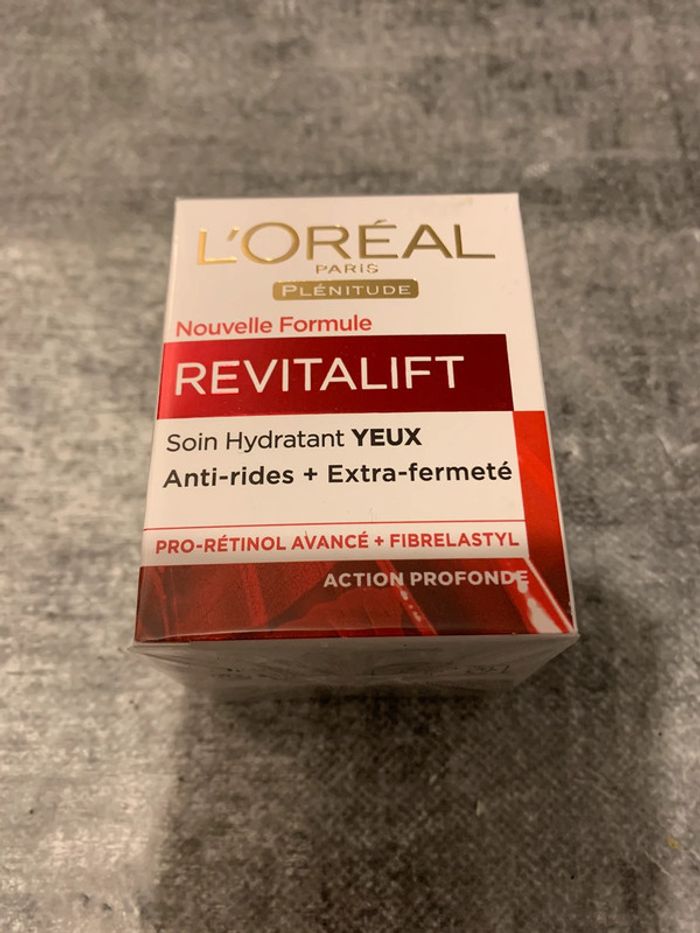 L'ORÉAL
PARIS
PLÉNITUDE
Nouvelle Formule
REVITALIFT
Soin Hydratant YEUX
Anti-rides + Extra-fermeté
PRO-RÉTINOL AVANCÉ + FIBRELASTYL
ACTION PROFONDE